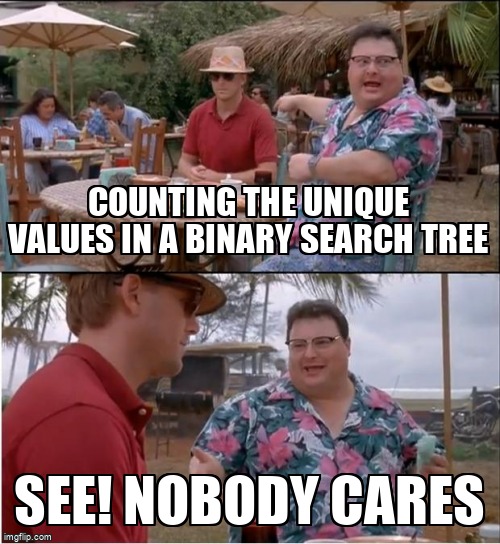 COUNTING THE UNIQUE
VALUES IN A BINARY SEARCH TREE
SEE! NOBODY CARES
imgflip.com